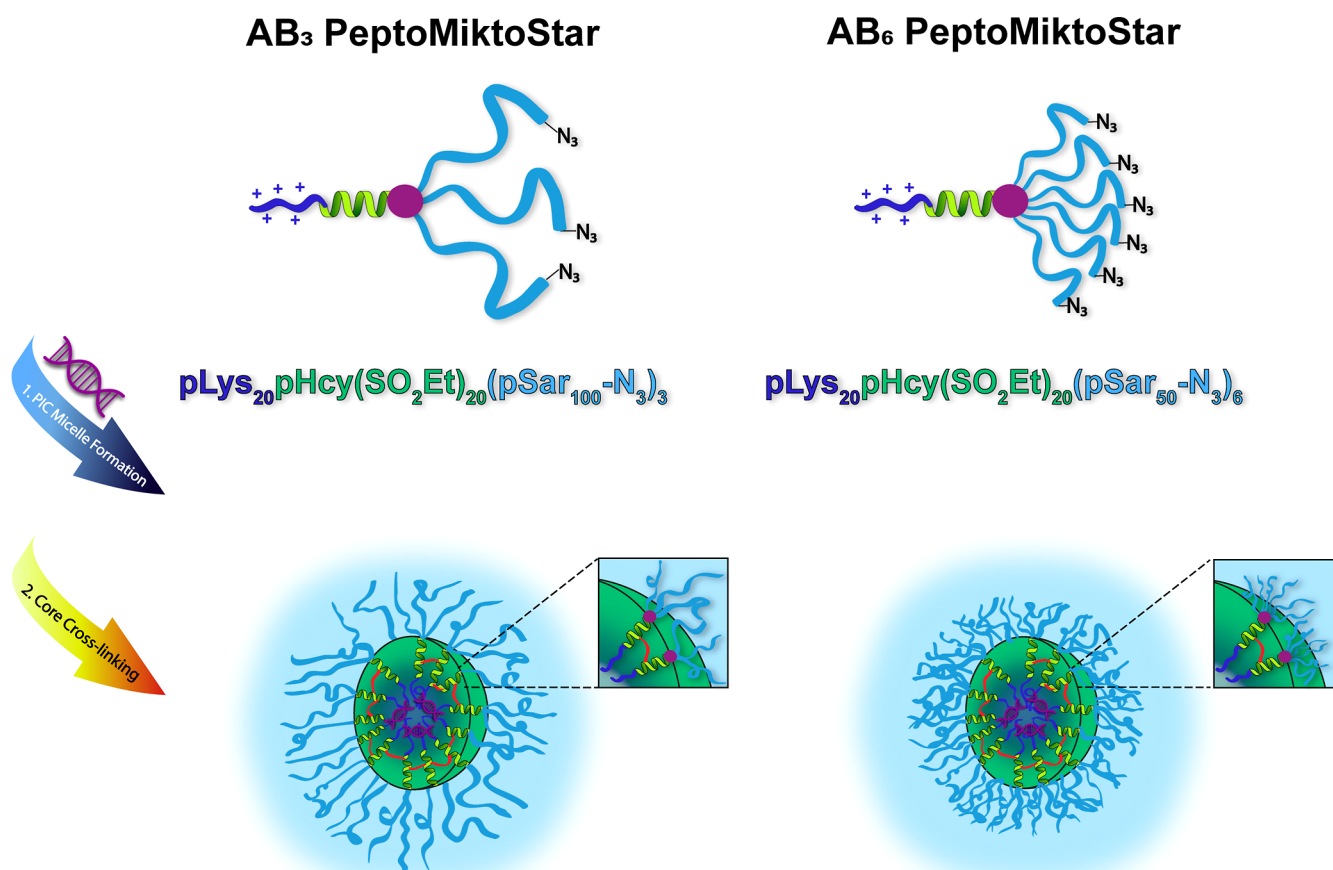 AB₃ PeptoMiktoStar
AB₆ PeptoMiktoStar
N₃
N₃
N₃
N₃
N₃
N₃
N₃
N₃
N₃
+ + +
+ +
+ + +
+ +
pLys₂₀pHcy(SO₂Et)₂₀(pSar₁₀₀-N₃)₃
pLys₂₀pHcy(SO₂Et)₂₀(pSar₅₀-N₃)₆
1. PIC Micelle Formation
2. Core Cross-linking